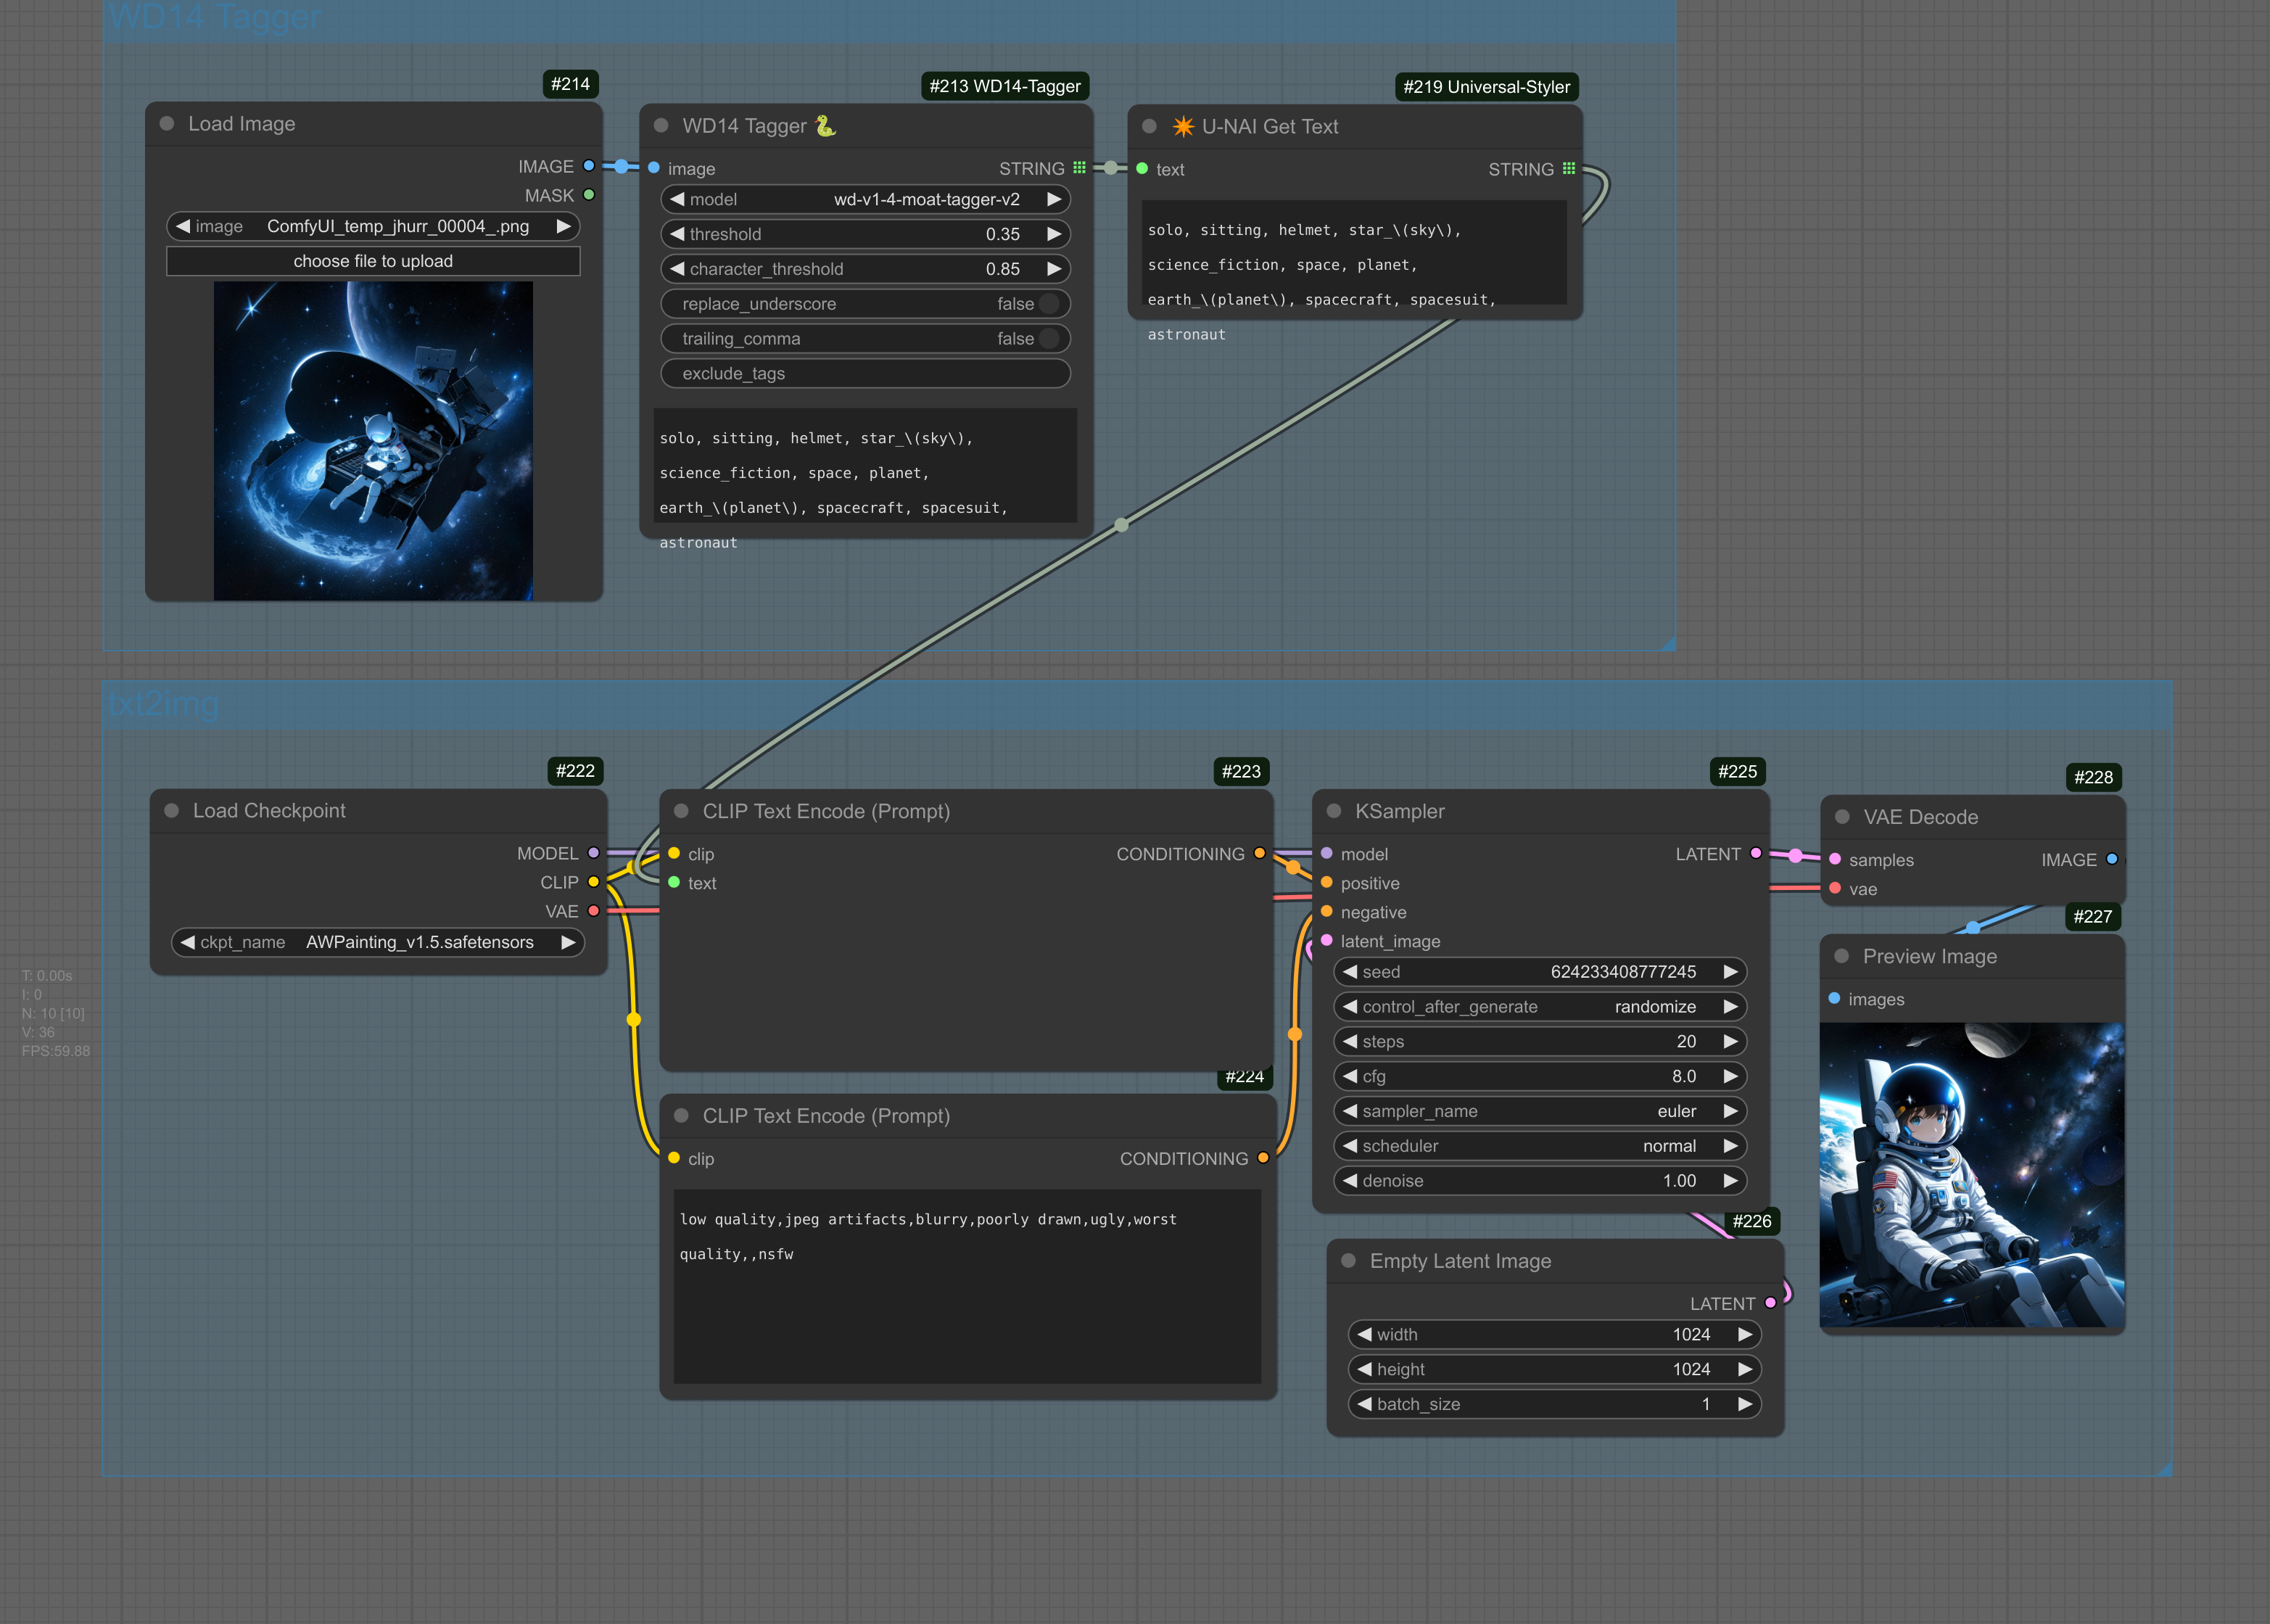 WD14 Tagger
#214
Load Image
IMAGE
MASK
image ComfyUI_temp_jhurr_00004_.png
choose file to upload
#213 WD14-Tagger
WD14 Tagger 🐍
image STRING
model wd-v1-4-moat-tagger-v2
threshold 0.35
character_threshold 0.85
replace_underscore false
trailing_comma false
exclude_tags
solo, sitting, helmet, star_\(sky\),
science_fiction, space, planet,
earth_\(planet\), spacecraft, spacesuit,
astronaut
#219 Universal-Styler
U-NAI Get Text
text STRING
solo, sitting, helmet, star_\(sky\),
science_fiction, space, planet,
earth_\(planet\), spacecraft, spacesuit,
astronaut
txt2img
#222
Load Checkpoint
MODEL
CLIP
VAE
ckpt_name AWPainting_v1.5.safetensors
#223
CLIP Text Encode (Prompt)
clip CONDITIONING
text
#224
CLIP Text Encode (Prompt)
clip CONDITIONING
low quality,jpeg artifacts,blurry,poorly drawn,ugly,worst
quality,,nsfw
#225
KSampler
model LATENT
positive
negative
latent_image
seed 624233408777245
control_after_generate randomize
steps 20
cfg 8.0
sampler_name euler
scheduler normal
denoise 1.00
#226
Empty Latent Image
LATENT
width 1024
height 1024
batch_size 1
#228
VAE Decode
samples IMAGE
vae
#227
Preview Image
images
T: 0.00s
I: 0
N: 10 [10]
V: 36
FPS:59.88